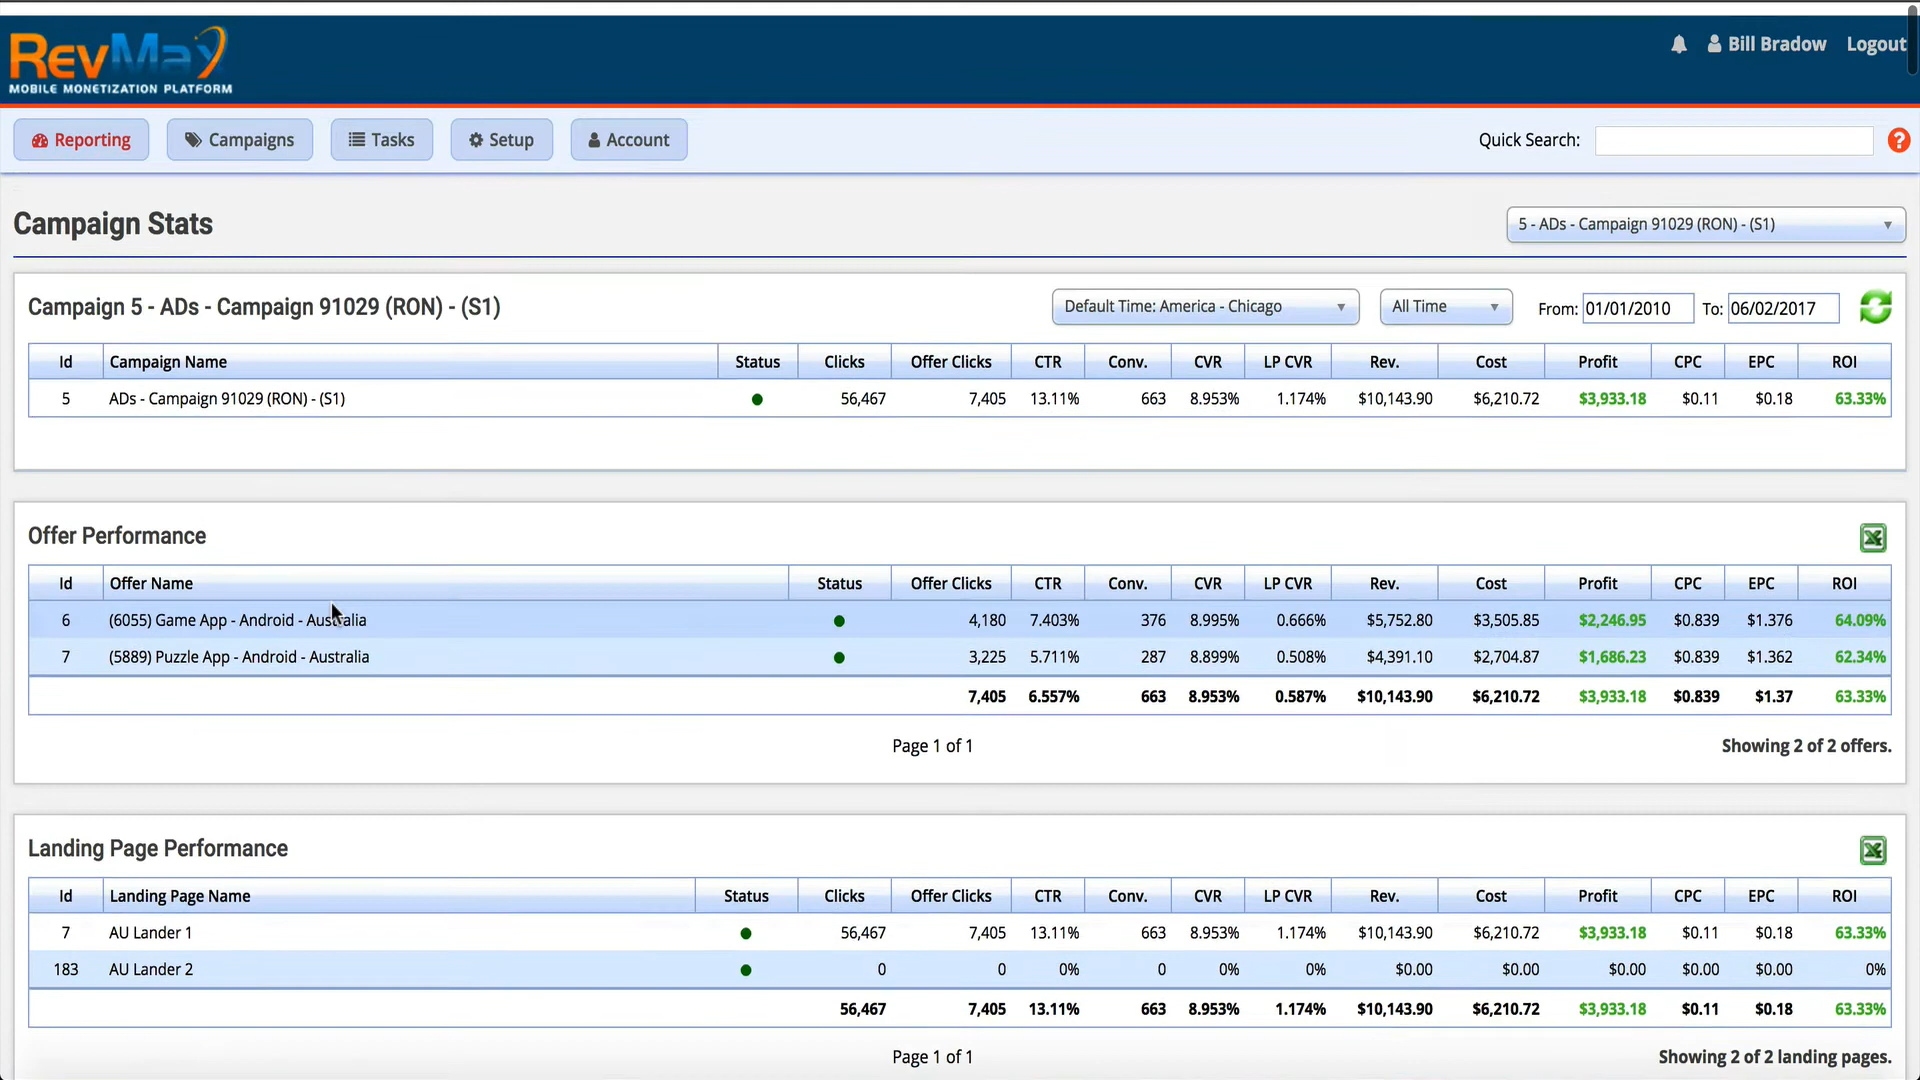 RevMax
MOBILE MONETIZATION PLATFORM
Bill Bradow Logout
Reporting Campaigns Tasks Setup Account Quick Search: ?
Campaign Stats 5 - ADs - Campaign 91029 (RON) - (S1)
Campaign 5 - ADs - Campaign 91029 (RON) - (S1) Default Time: America - Chicago All Time From: 01/01/2010 To: 06/02/2017
Id Campaign Name Status Clicks Offer Clicks CTR Conv. CVR LP CVR Rev. Cost Profit CPC EPC ROI
5 ADs - Campaign 91029 (RON) - (S1) 56,467 7,405 13.11% 663 8.953% 1.174% $10,143.90 $6,210.72 $3,933.18 $0.11 $0.18 63.33%
Offer Performance
Id Offer Name Status Offer Clicks CTR Conv. CVR LP CVR Rev. Cost Profit CPC EPC ROI
6 (6055) Game App - Android - Australia 4,180 7.403% 376 8.995% 0.666% $5,752.80 $3,505.85 $2,246.95 $0.839 $1.376 64.09%
7 (5889) Puzzle App - Android - Australia 3,225 5.711% 287 8.899% 0.508% $4,391.10 $2,704.87 $1,686.23 $0.839 $1.362 62.34%
7,405 6.557% 663 8.953% 0.587% $10,143.90 $6,210.72 $3,933.18 $0.839 $1.37 63.33%
Page 1 of 1 Showing 2 of 2 offers.
Landing Page Performance
Id Landing Page Name Status Clicks Offer Clicks CTR Conv. CVR LP CVR Rev. Cost Profit CPC EPC ROI
7 AU Lander 1 56,467 7,405 13.11% 663 8.953% 1.174% $10,143.90 $6,210.72 $3,933.18 $0.11 $0.18 63.33%
183 AU Lander 2 0 0 0% 0 0% 0% $0.00 $0.00 $0.00 $0.00 $0.00 0%
56,467 7,405 13.11% 663 8.953% 1.174% $10,143.90 $6,210.72 $3,933.18 $0.11 $0.18 63.33%
Page 1 of 1 Showing 2 of 2 landing pages.